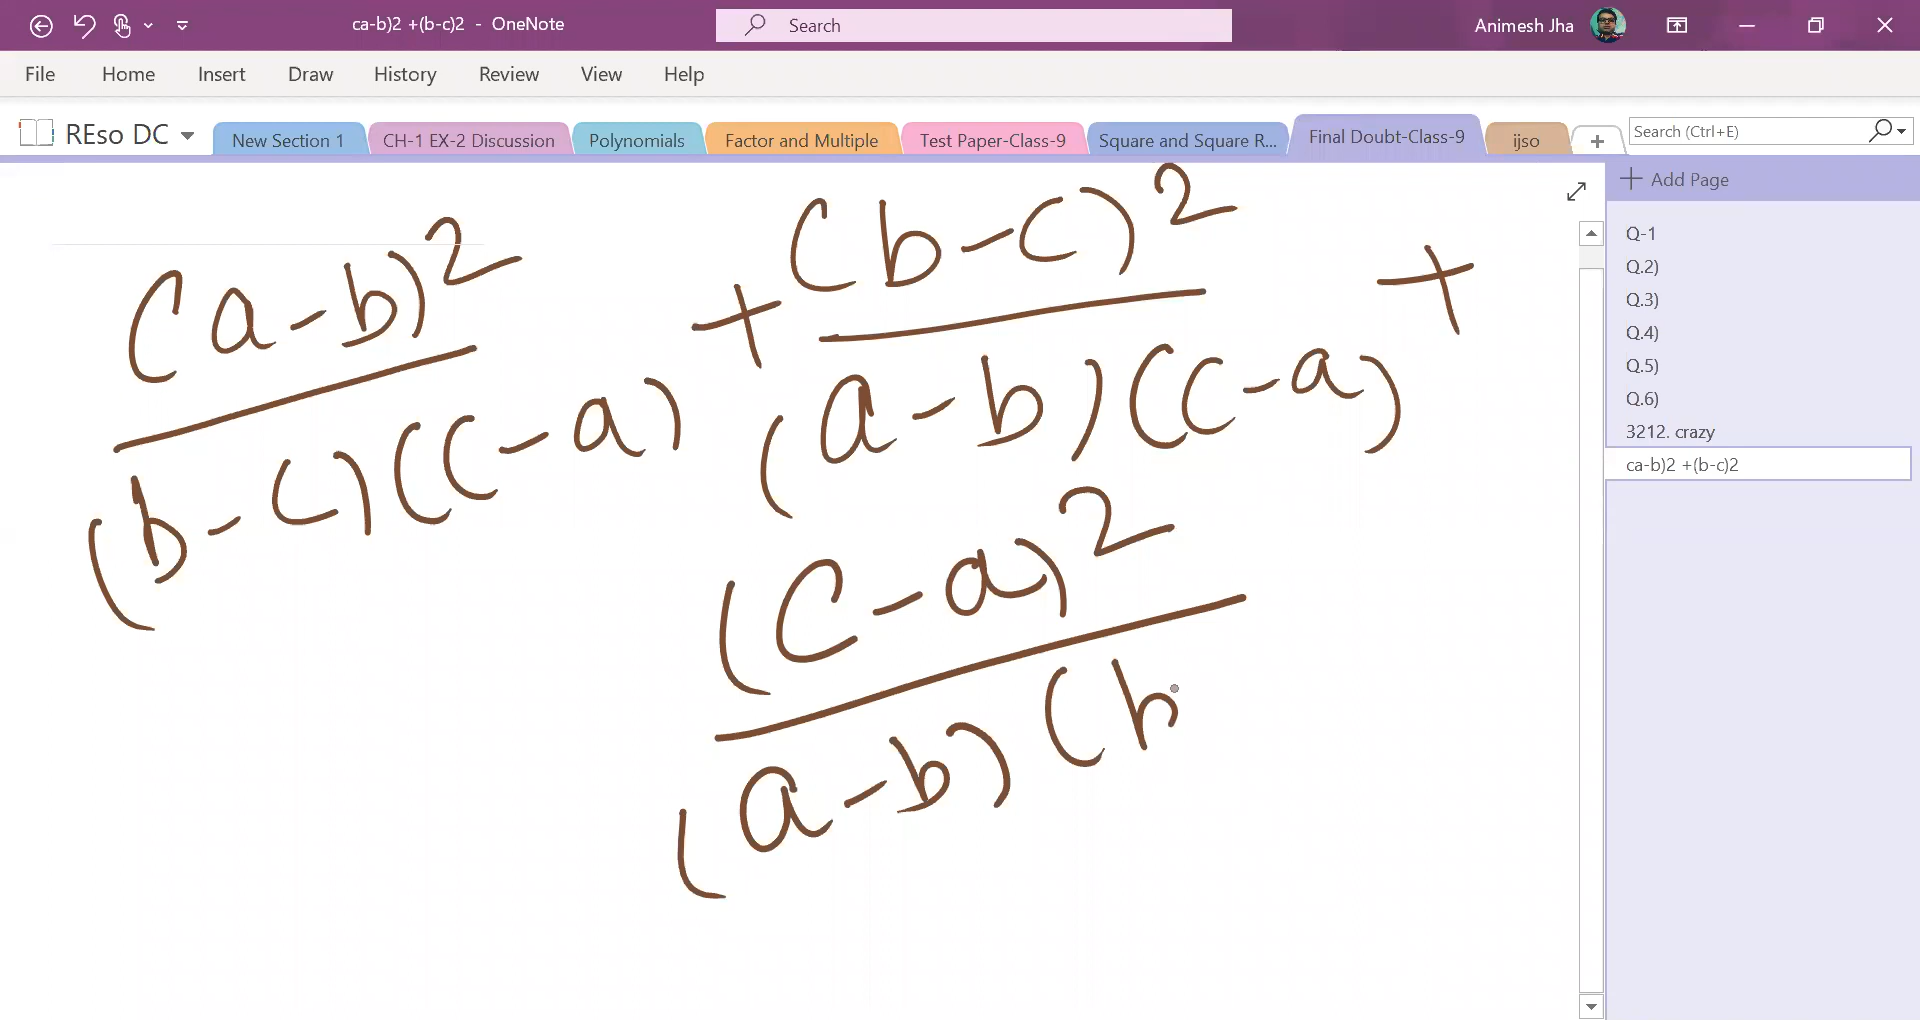 ca-b)2 +(b-c)2 - OneNote
Search
Animesh Jha
File Home Insert Draw History Review View Help
REso DC
New Section 1
CH-1 EX-2 Discussion
Polynomials
Factor and Multiple
Test Paper-Class-9
Square and Square R...
Final Doubt-Class-9
ijso
+
Search (Ctrl+E)
Add Page
Q-1
Q.2)
Q.3)
Q.4)
Q.5)
Q.6)
3212. crazy
ca-b)2 +(b-c)2
(a-b)² + (b-c)² +
(b-c)(c-a) (a-b)(c-a)
(c-a)²
(a-b)(b